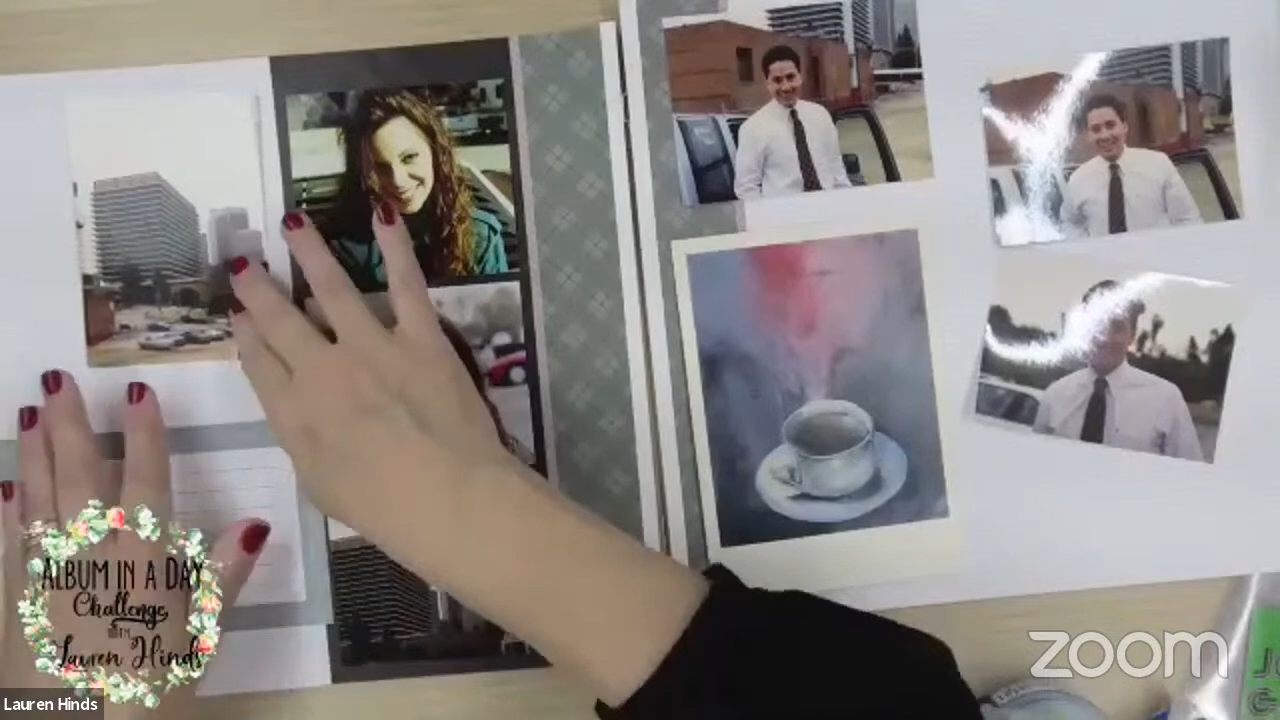 ALBUM IN A DAY
Challenge
WITH
Lauren Hinds
Lauren Hinds
zoom